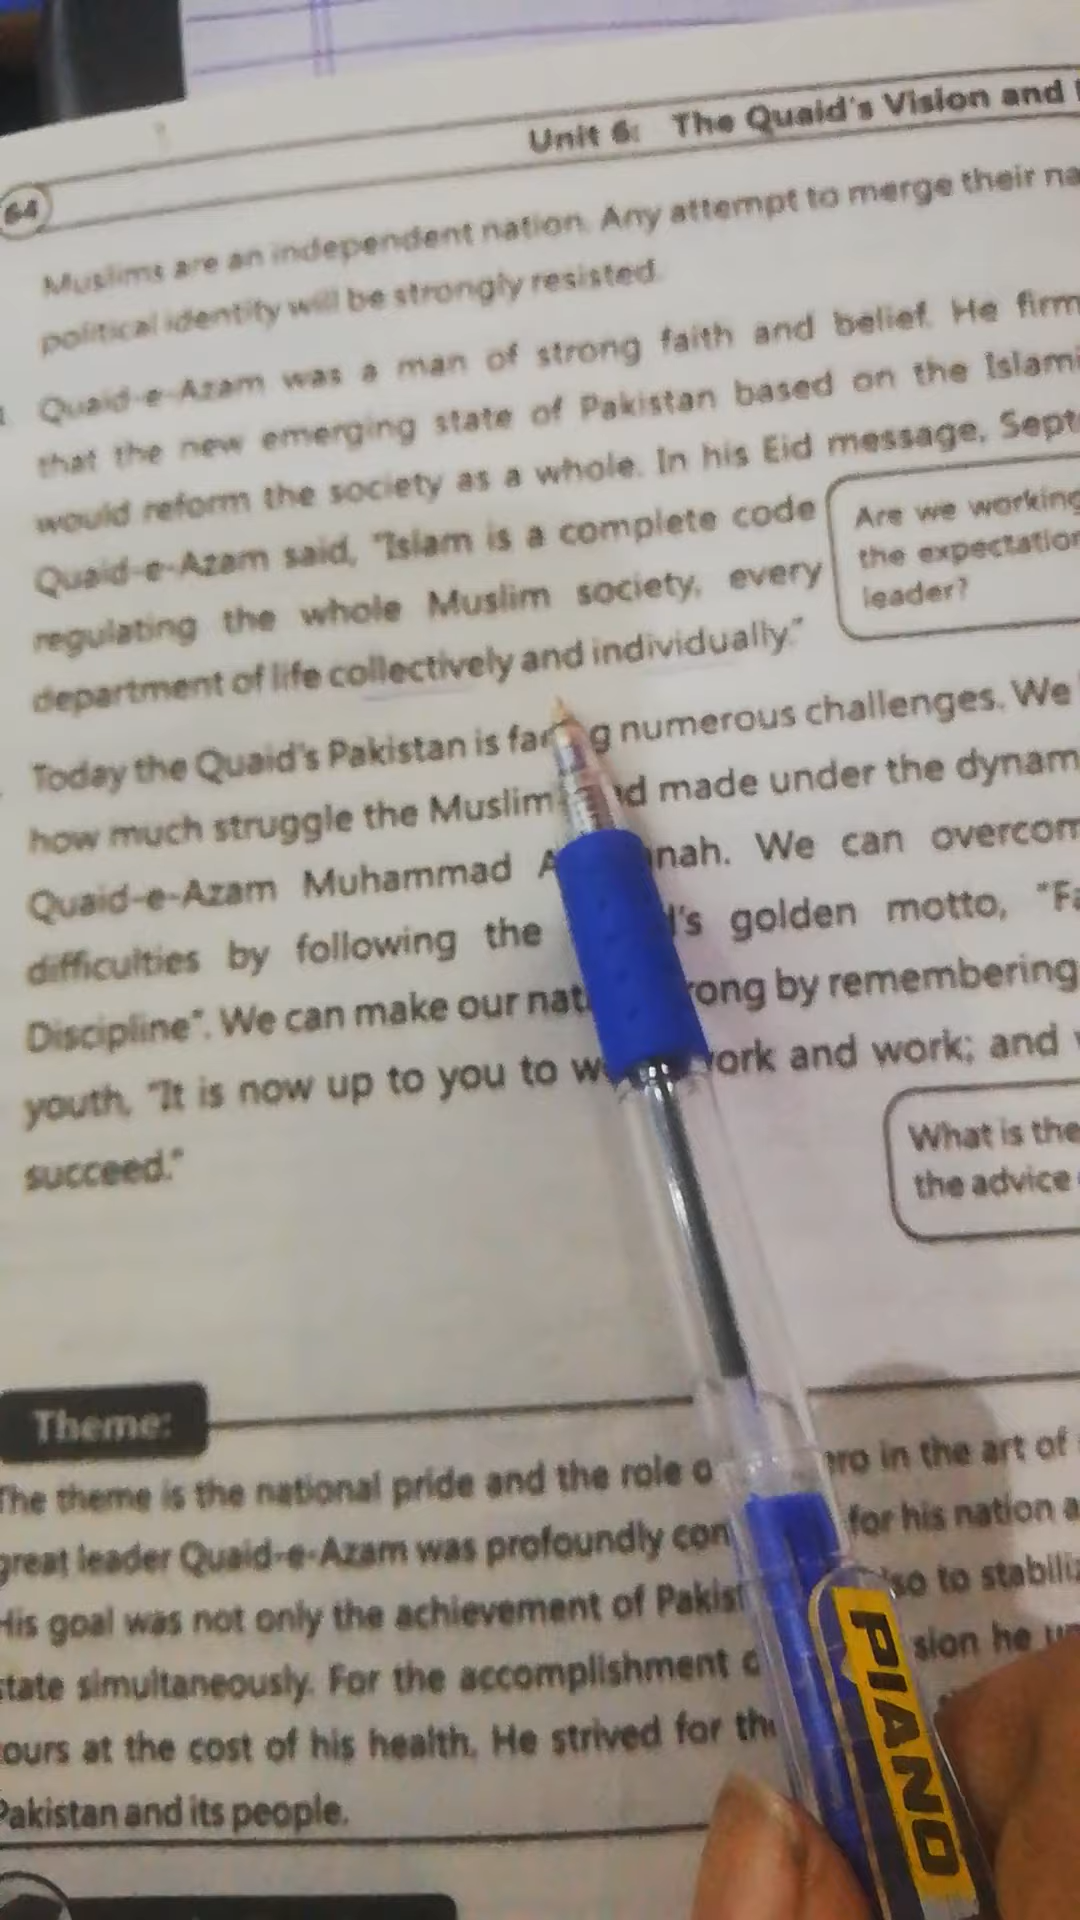 Unit 6: The Quaid's Vision and
64
Muslims are an independent nation. Any attempt to merge their na
political identity will be strongly resisted.
Quaid-e-Azam was a man of strong faith and belief. He firm
that the new emerging state of Pakistan based on the Islami
would reform the society as a whole. In his Eid message, Sept
Quaid-e-Azam said, "Islam is a complete code
regulating the whole Muslim society, every
department of life collectively and individually."
Are we working
the expectation
leader?
Today the Quaid's Pakistan is fa g numerous challenges. We
how much struggle the Muslim d made under the dynam
Quaid-e-Azam Muhammad A nah. We can overcom
difficulties by following the 's golden motto, "Fa
Discipline". We can make our nat rong by remembering
youth, "It is now up to you to w work and work; and
succeed."
What is the
the advice
Theme:
The theme is the national pride and the role o ero in the art of
great leader Quaid-e-Azam was profoundly con for his nation a
His goal was not only the achievement of Pakist lso to stabiliz
state simultaneously. For the accomplishment o sion he un
ours at the cost of his health. He strived for th
Pakistan and its people.
PIANO